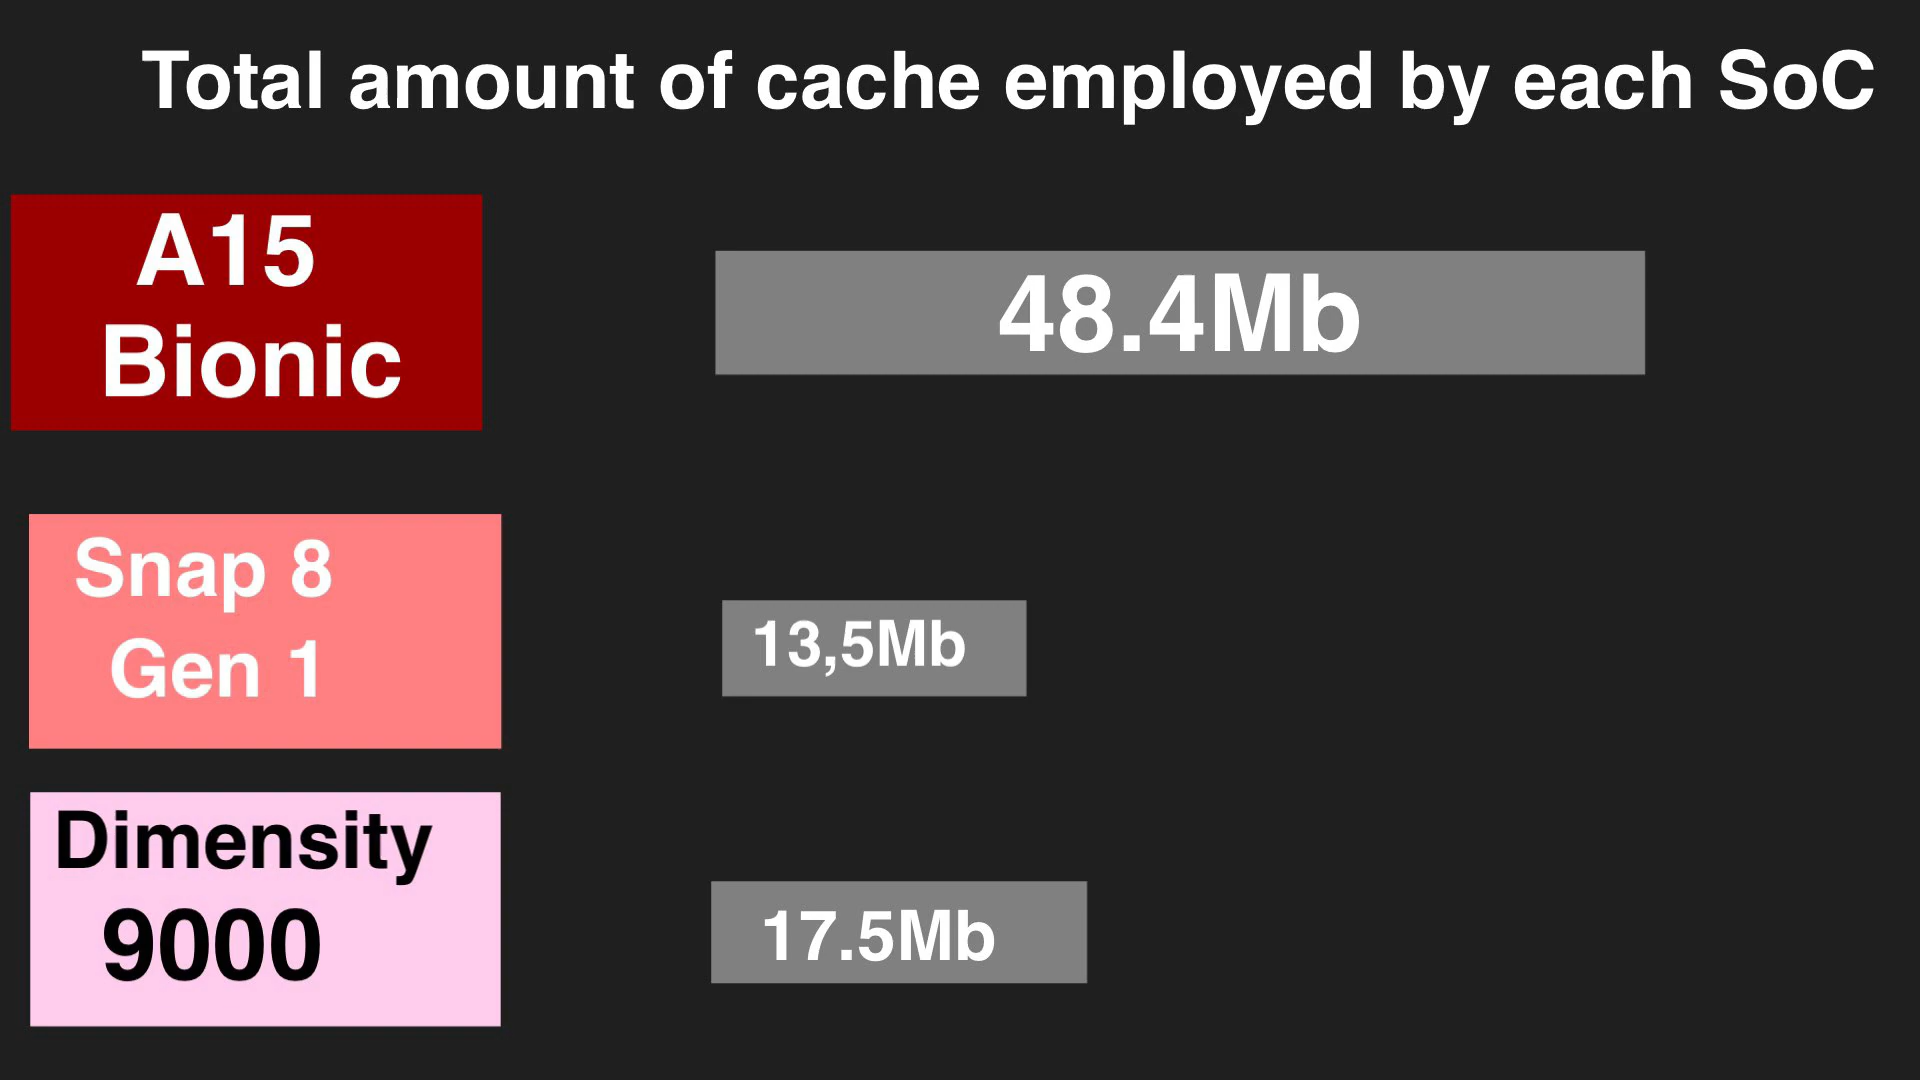 Total amount of cache employed by each SoC
A15
Bionic
48.4Mb
Snap 8
Gen 1
13,5Mb
Dimensity
9000
17.5Mb